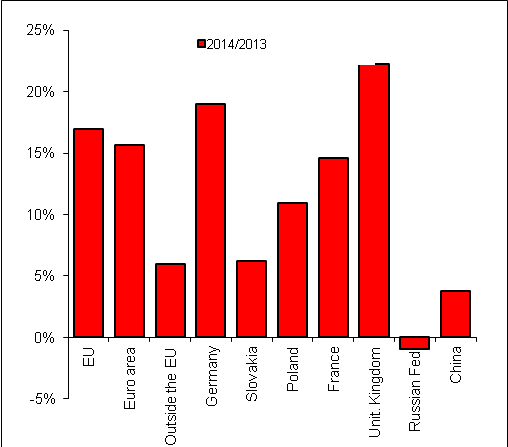 2014/2013
25%
20%
15%
10%
5%
0%
-5%
EU
Euro area
Outside the EU
Germany
Slovakia
Poland
France
Unit. Kingdom
Russian Fed
China